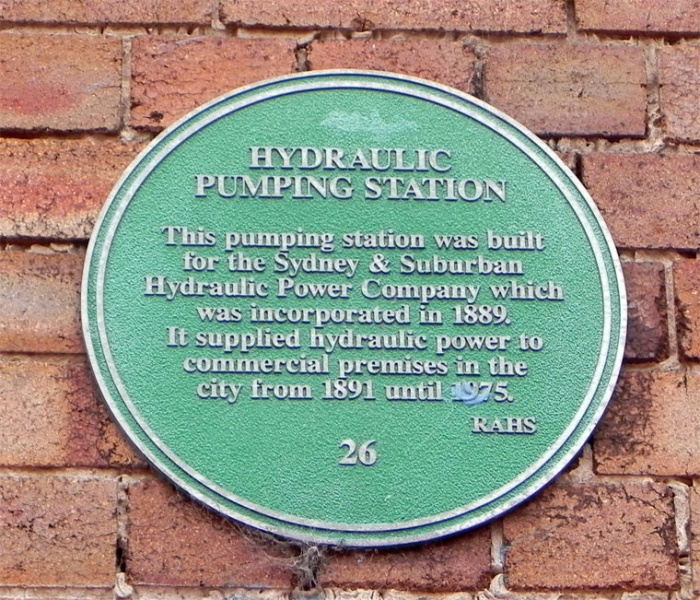 HYDRAULIC
PUMPING STATION
This pumping station was built
for the Sydney & Suburban
Hydraulic Power Company which
was incorporated in 1889.
It supplied hydraulic power to
commercial premises in the
city from 1891 until 1975.
RAHS
26